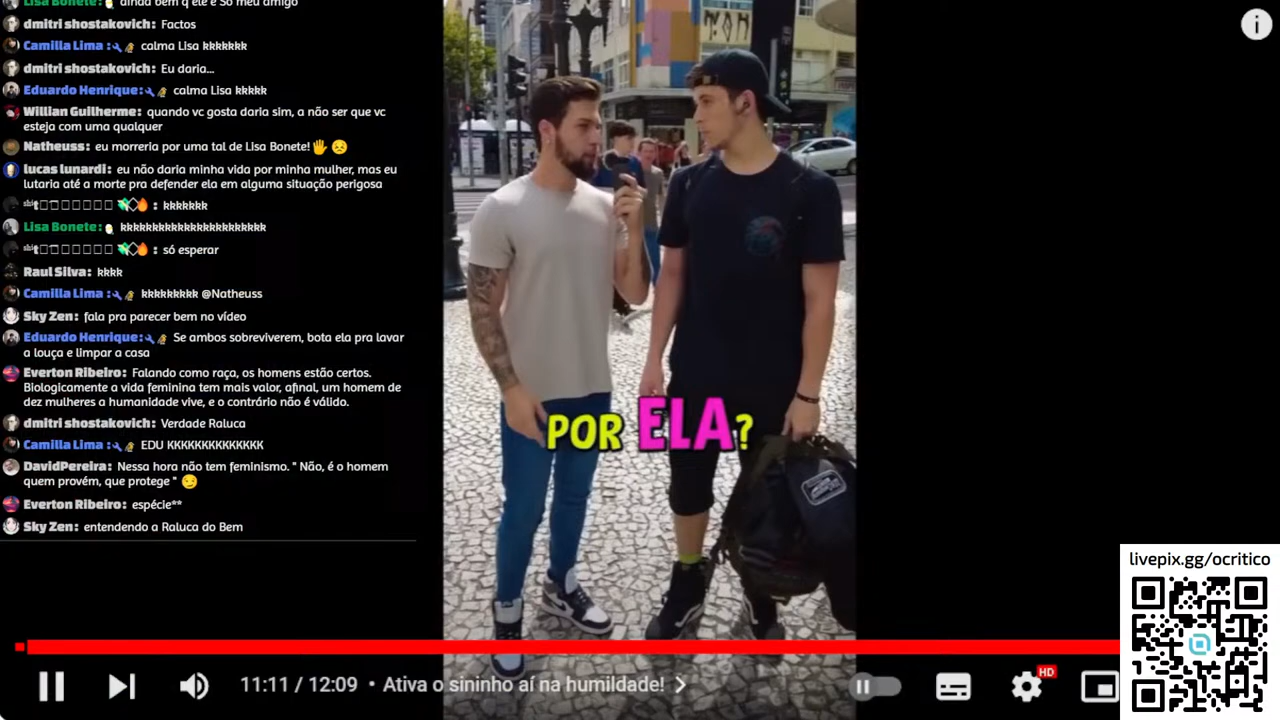 Lisa Bonete: ainda bem q ele é só meu amigo
dmitri shostakovich: Factos
Camilla Lima: calma Lisa kkkkkkk
dmitri shostakovich: Eu daria...
Eduardo Henrique: calma Lisa kkkkk
Willian Guilherme: quando vc gosta daria sim, a não ser que vc
esteja com uma qualquer
Natheuss: eu morreria por uma tal de Lisa Bonete!🖐😣
lucas lunardi: eu não daria minha vida por minha mulher, mas eu
lutaria até a morte pra defender ela em alguma situação perigosa
: kkkkkkk
Lisa Bonete: kkkkkkkkkkkkkkkkkkkkkkkk
: só esperar
Raul Silva: kkkk
Camilla Lima: kkkkkkkkk @Natheuss
Sky Zen: fala pra parecer bem no vídeo
Eduardo Henrique: Se ambos sobreviverem, bota ela pra lavar
a louça e limpar a casa
Everton Ribeiro: Falando como raça, os homens estão certos.
Biologicamente a vida feminina tem mais valor, afinal, um homem de
dez mulheres a humanidade vive, e o contrário não é válido.
dmitri shostakovich: Verdade Raluca
Camilla Lima: EDU KKKKKKKKKKKKKK
DavidPereira: Nessa hora não tem feminismo. " Não, é o homem
quem provém, que protege " 😏
Everton Ribeiro: espécie**
Sky Zen: entendendo a Raluca do Bem
POR ELA?
livepix.gg/ocritico
11:11 / 12:09 • Ativa o sininho aí na humildade!
HD